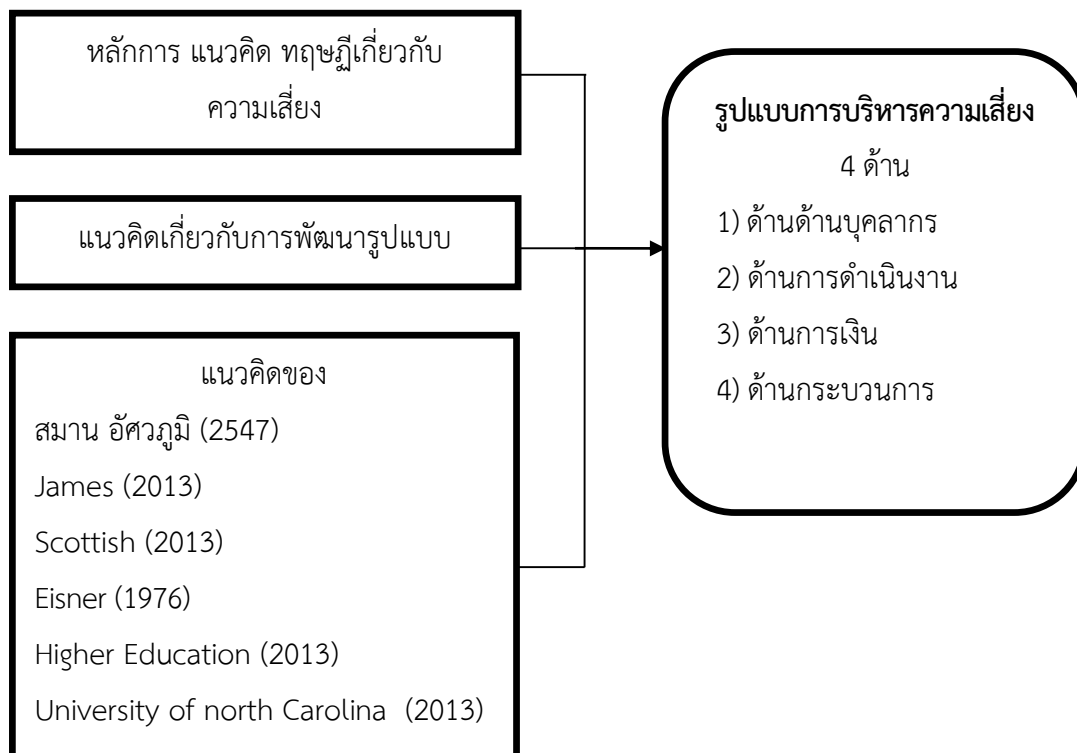 หลักการ แนวคิด ทฤษฏีเกี่ยวกับ
ความเสี่ยง
แนวคิดเกี่ยวกับการพัฒนารูปแบบ
แนวคิดของ
สมาน อัศวภูมิ (2547)
James (2013)
Scottish (2013)
Eisner (1976)
Higher Education (2013)
University of north Carolina  (2013)
รูปแบบการบริหารความเสี่ยง
4 ด้าน
1) ด้านด้านบุคลากร
2) ด้านการดำเนินงาน
3) ด้านการเงิน
4) ด้านกระบวนการ